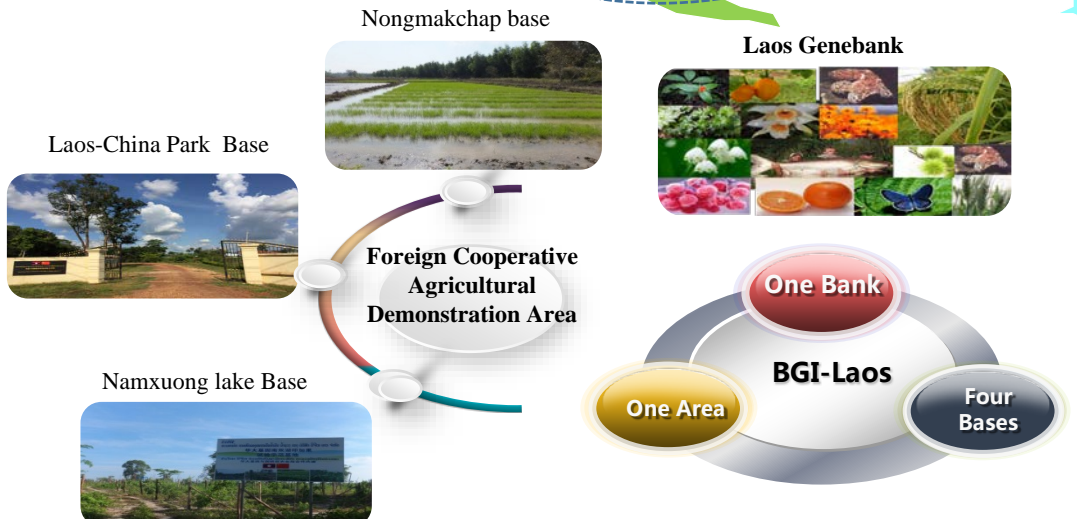 Nongmakchap base
Laos Genebank
Laos-China Park  Base
Foreign Cooperative
Agricultural
Demonstration Area
One Bank
BGI-Laos
One Area
Four
Bases
Namxuong lake Base